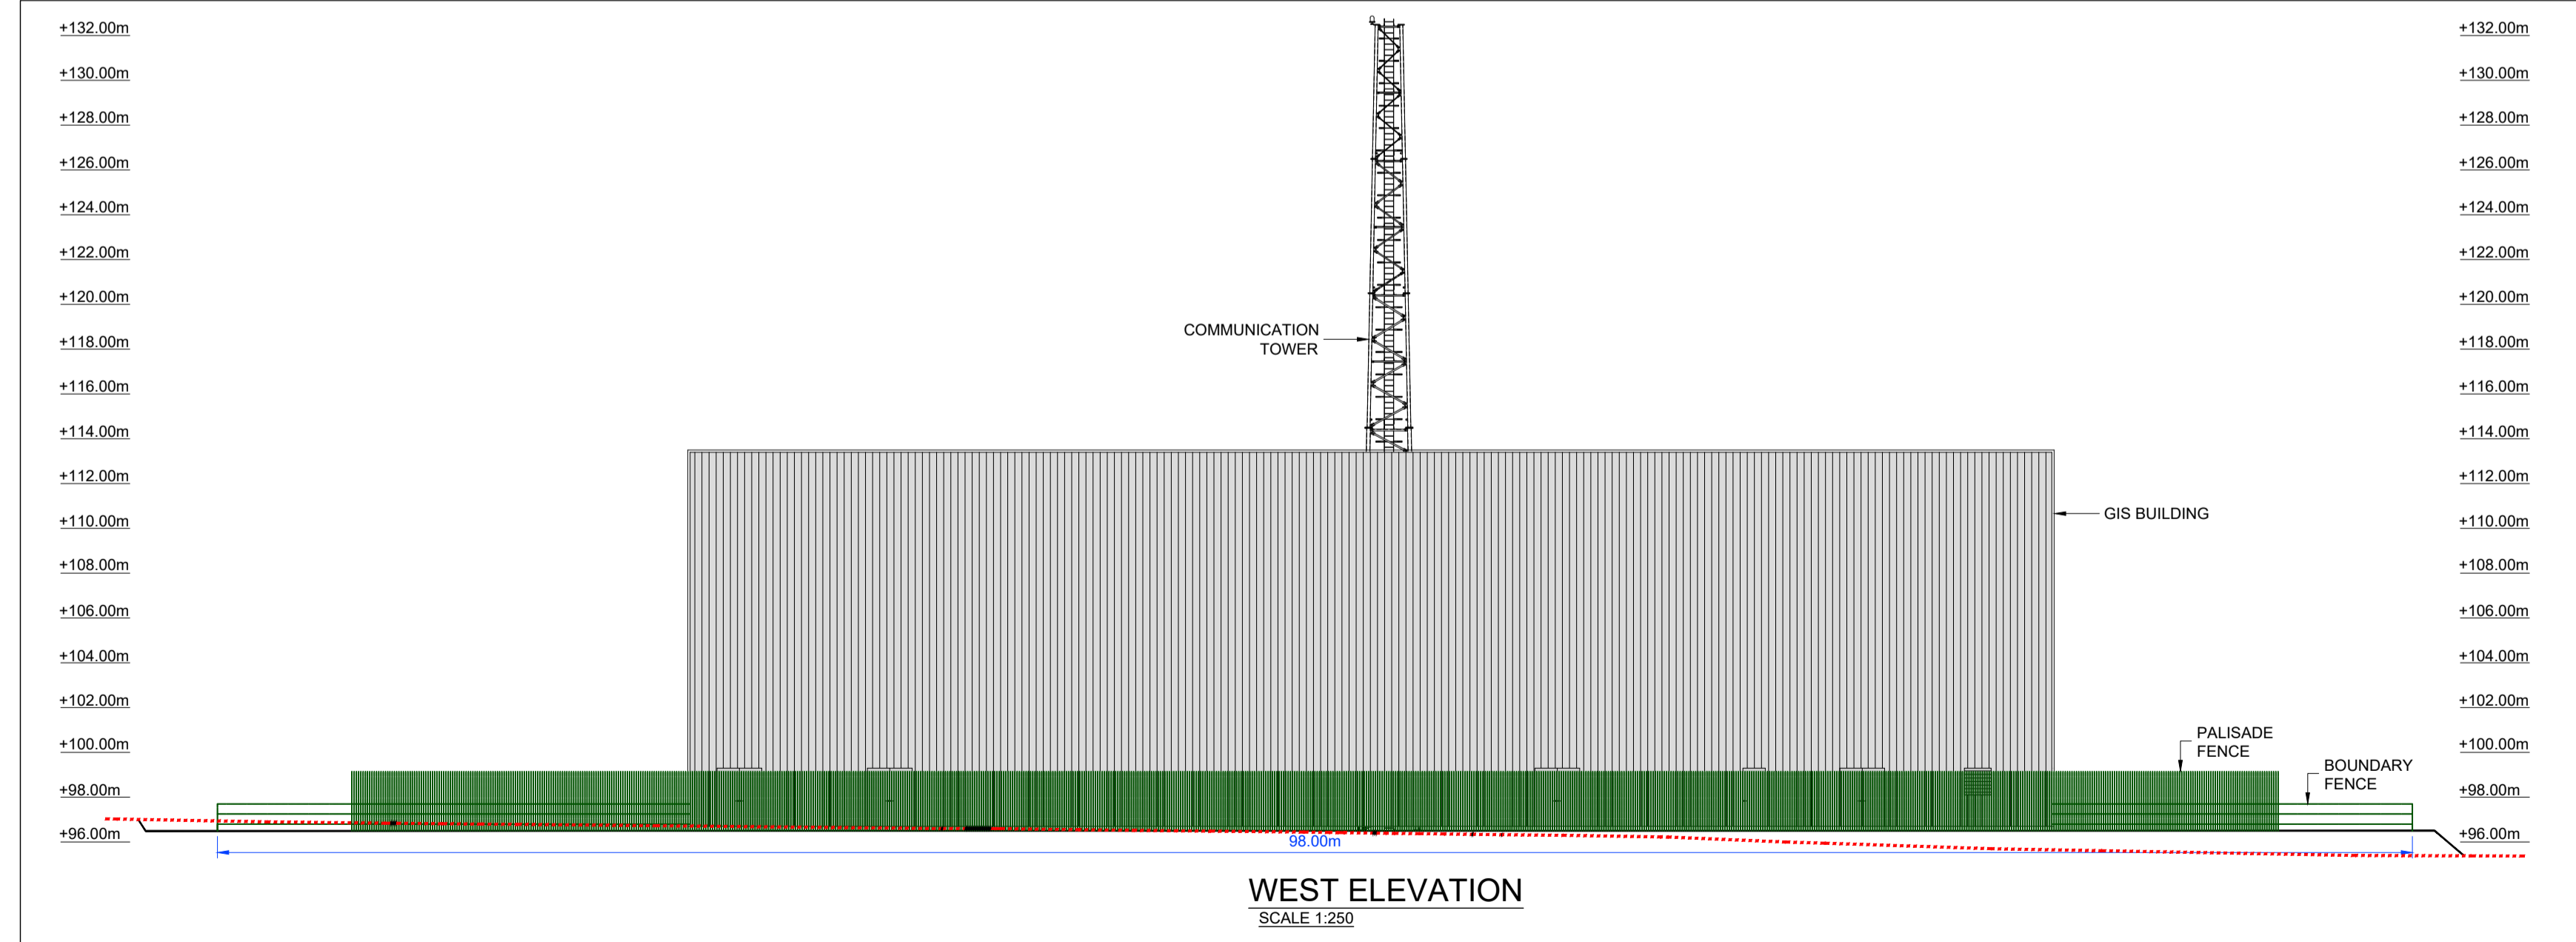 +132.00m +132.00m
+130.00m +130.00m
+128.00m +128.00m
+126.00m +126.00m
+124.00m +124.00m
+122.00m +122.00m
+120.00m +120.00m
COMMUNICATION
TOWER
+118.00m +118.00m
+116.00m +116.00m
+114.00m +114.00m
+112.00m +112.00m
GIS BUILDING
+110.00m +110.00m
+108.00m +108.00m
+106.00m +106.00m
+104.00m +104.00m
+102.00m +102.00m
PALISADE
FENCE
+100.00m +100.00m
BOUNDARY
FENCE
+98.00m +98.00m
+96.00m +96.00m
98.00m
WEST ELEVATION
SCALE 1:250